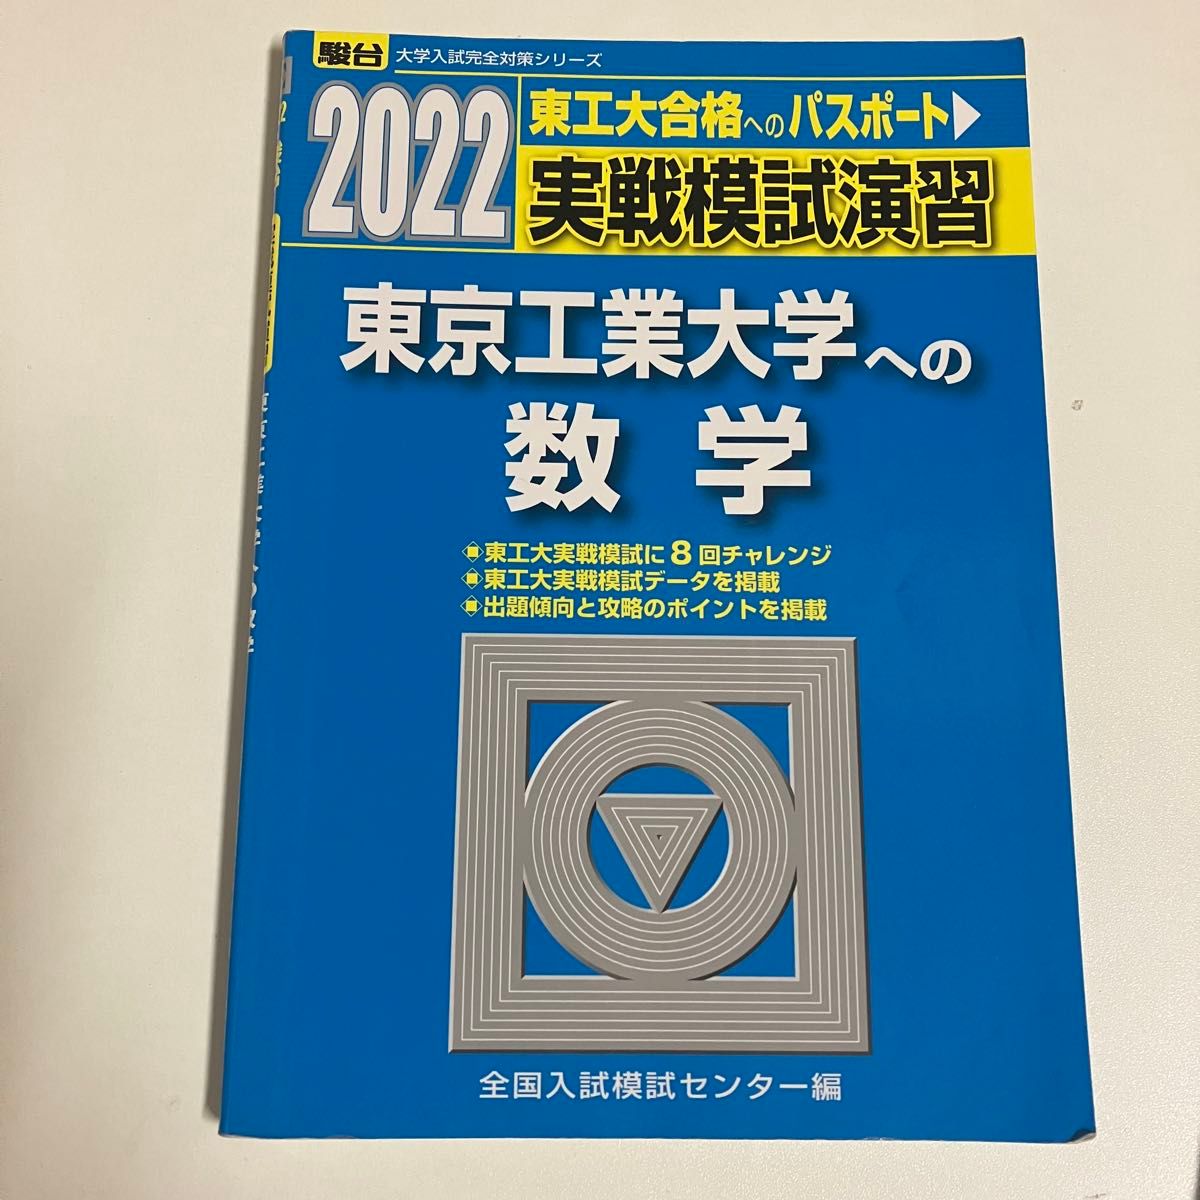 駿台 大学入試完全対策シリーズ
2022
東工大合格へのパスポート▶
実戦模試演習
東京工業大学への
数学
東工大実戦模試に8回チャレンジ
東工大実戦模試データを掲載
出題傾向と攻略のポイントを掲載
全国入試模試センター編